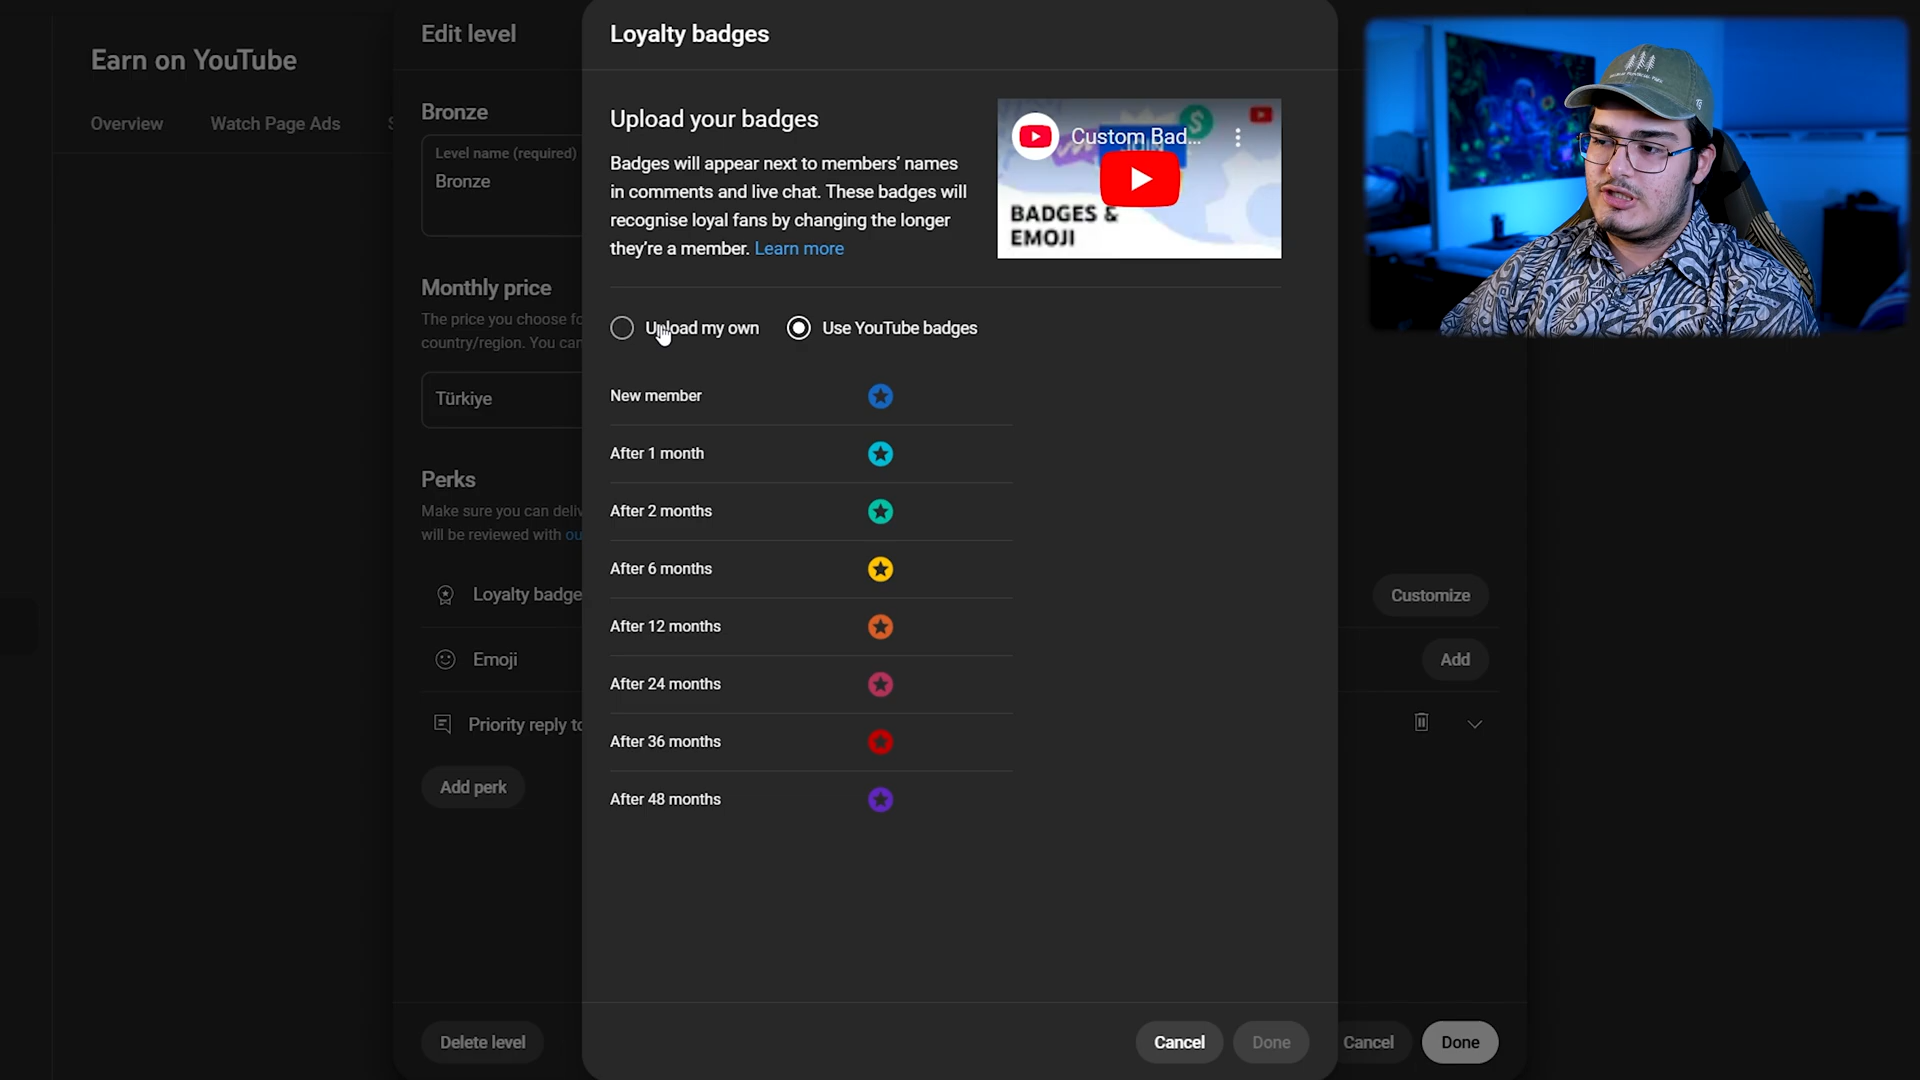 Earn on YouTube
Overview
Watch Page Ads
Edit level
Bronze
Level name (required)
Bronze
Monthly price
The price you choose
country/region. You
Türkiye
Perks
Make sure you can
will be reviewed with
Loyalty
Emoji
Priority reply
Add perk
Customize
Add
Delete level
Cancel
Done
Loyalty badges
Upload your badges
Badges will appear next to members' names
in comments and live chat. These badges will
recognise loyal fans by changing the longer
they're a member. Learn more
Custom Bad...
JOIN
BADGES &
EMOJI
Upload my own
Use YouTube badges
New member
After 1 month
After 2 months
After 6 months
After 12 months
After 24 months
After 36 months
After 48 months
Cancel
Done